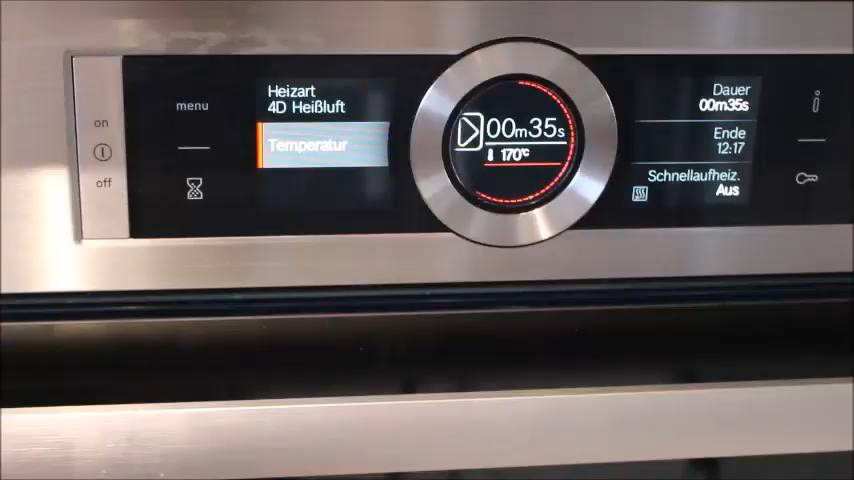 on
off
menu
Heizart
4D Heißluft
Temperatur
00m35s
170°C
Dauer
00m35s
Ende
12:17
Schnellaufheiz.
Aus
i